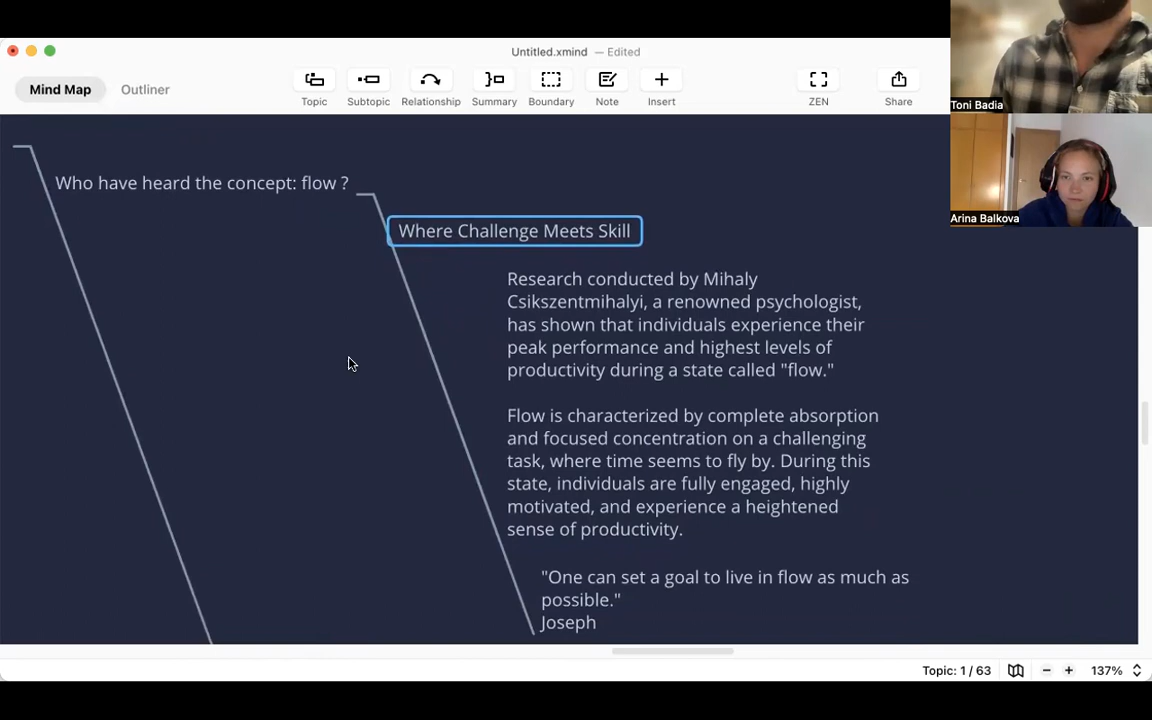 Untitled.xmind — Edited
Mind Map
Outliner
Topic
Subtopic
Relationship
Summary
Boundary
Note
Insert
ZEN
Share
Toni Badia
Arina Balkova
Who have heard the concept: flow ?
Where Challenge Meets Skill
Research conducted by Mihaly
Csikszentmihalyi, a renowned psychologist,
has shown that individuals experience their
peak performance and highest levels of
productivity during a state called "flow."
Flow is characterized by complete absorption
and focused concentration on a challenging
task, where time seems to fly by. During this
state, individuals are fully engaged, highly
motivated, and experience a heightened
sense of productivity.
"One can set a goal to live in flow as much as
possible."
Joseph
Topic: 1 / 63
137%